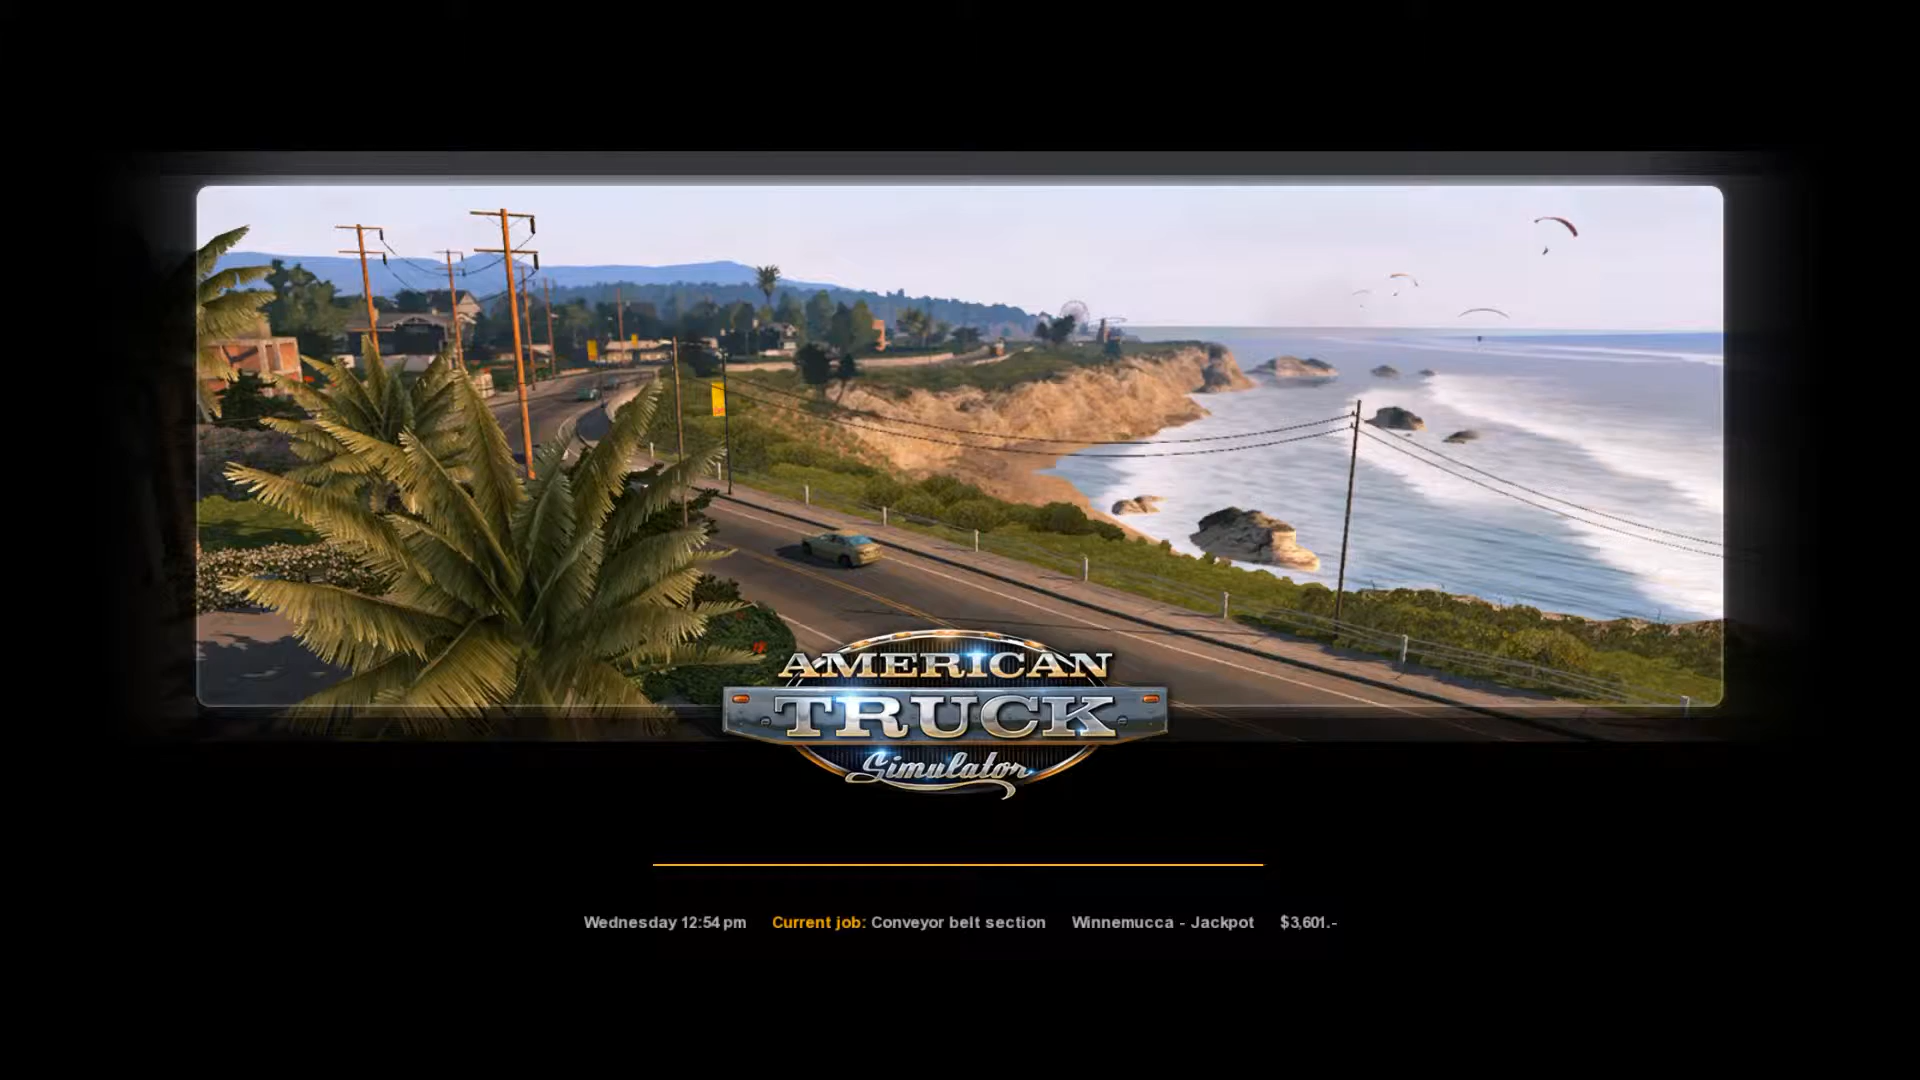 AMERICAN
TRUCK
Simulator
Wednesday 12:54 pm Current job: Conveyor belt section Winnemucca - Jackpot $3,601.-